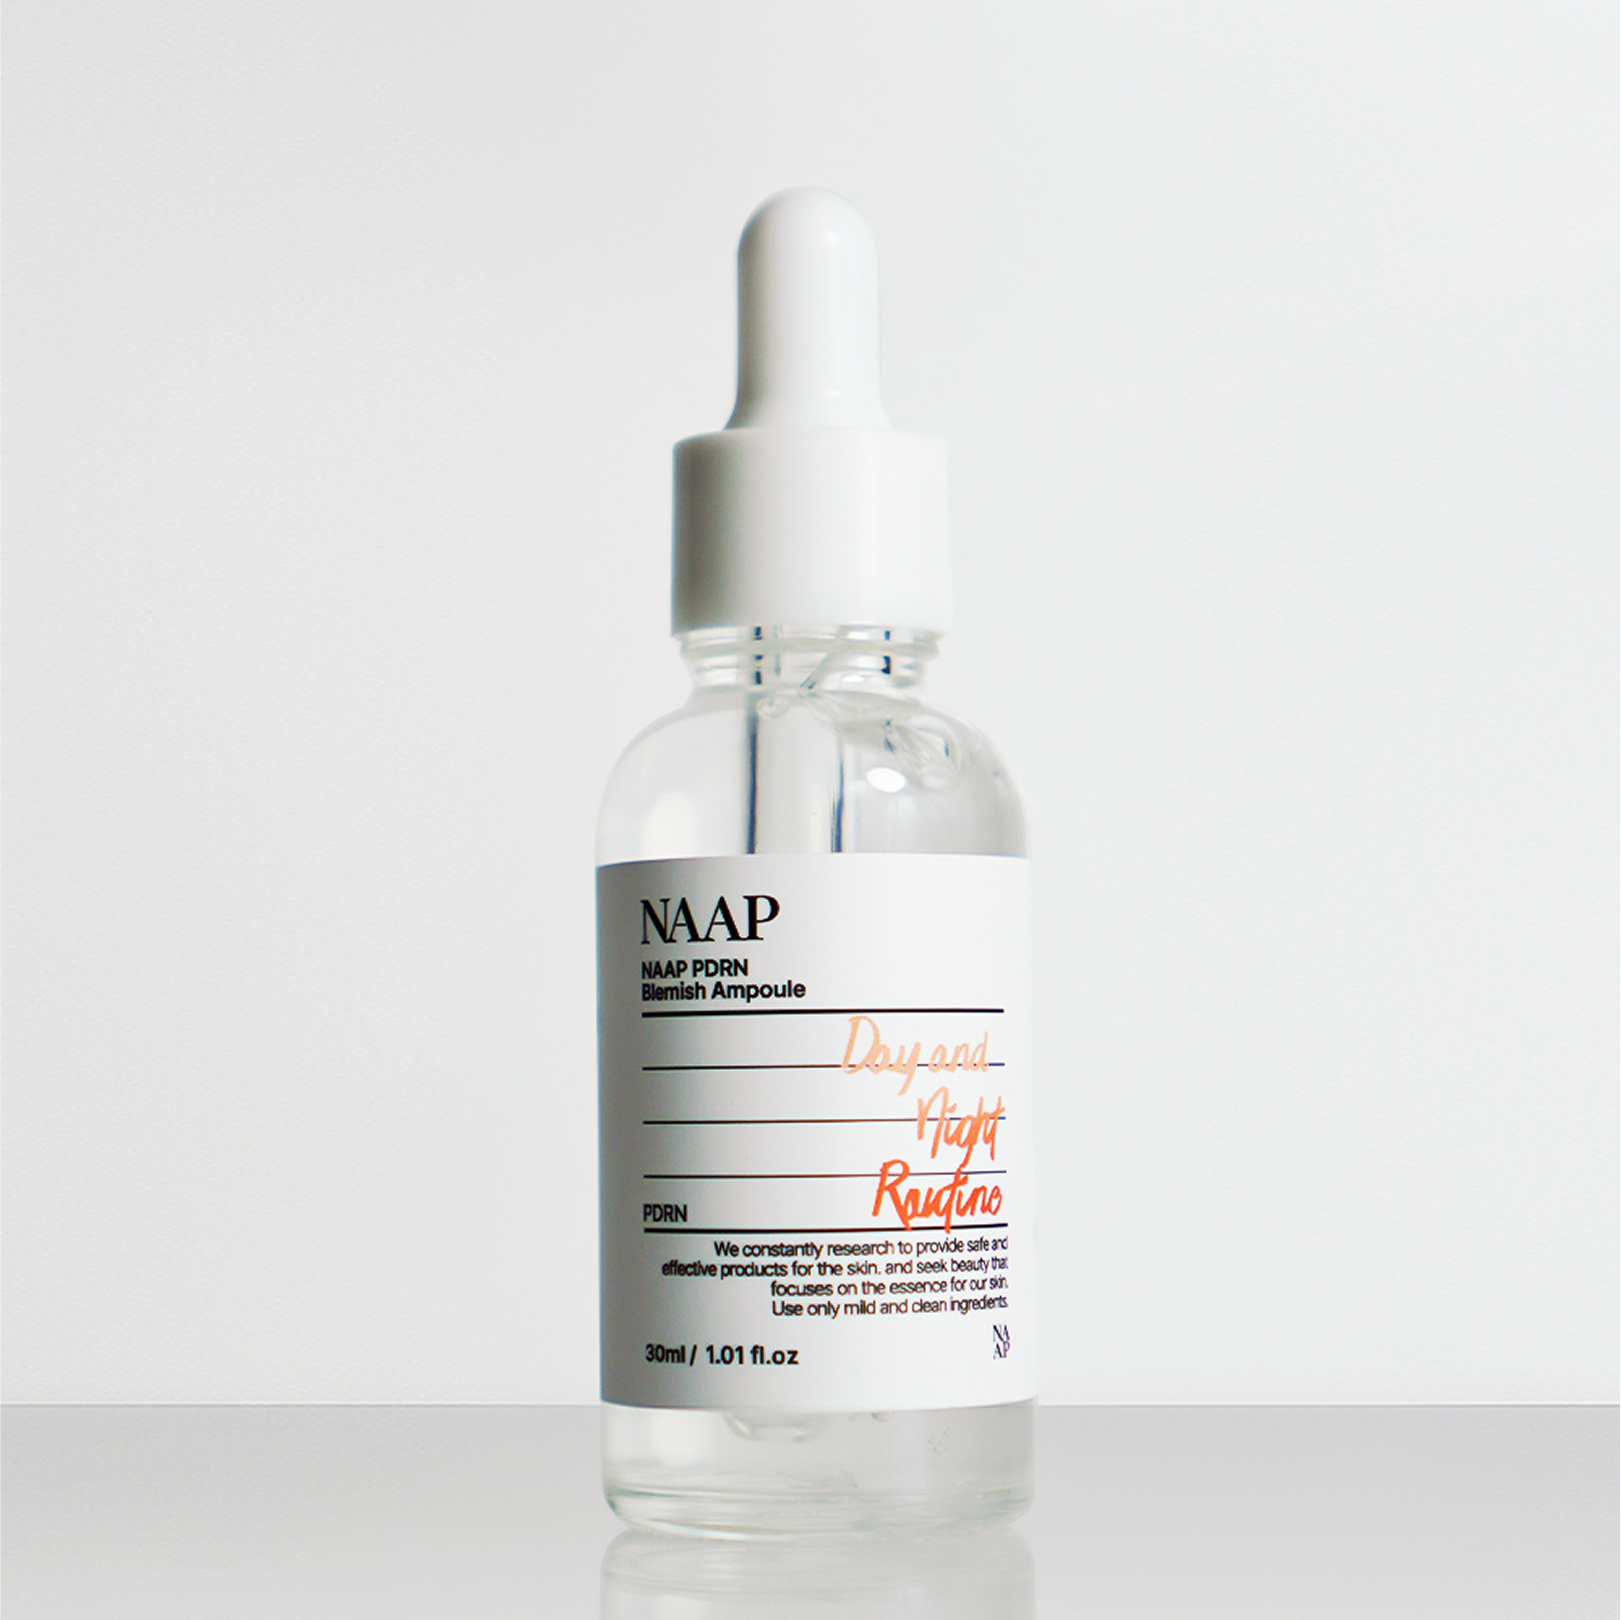 NAAP
NAAP PDRN
Blemish Ampoule
Day and
Night
Routine
PDRN
We constantly research to provide safe and
effective products for the skin. and seek beauty that
focuses on the essence for our skin.
Use only mild and clean ingredients.
30ml / 1.01 fl.oz
NA
AP